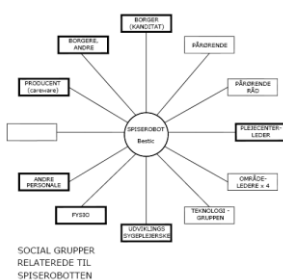 BORGER
(KANDITAT)
BORGERE,
ANDRE
PÅRØRENDE
PRODUCENT
(careware)
PÅRØRENDE
RÅD
SPISEROBOT
Bestic
PLEJECENTER-
LEDER
ANDRE
PERSONALE
OMRÅDE-
LEDERE x 4
FYSIO
TEKNOLOGI -
GRUPPEN
UDVIKLINGS
SYGEPLEJERSKE
SOCIAL GRUPPER
RELATEREDE TIL
SPISEROBOTTEN